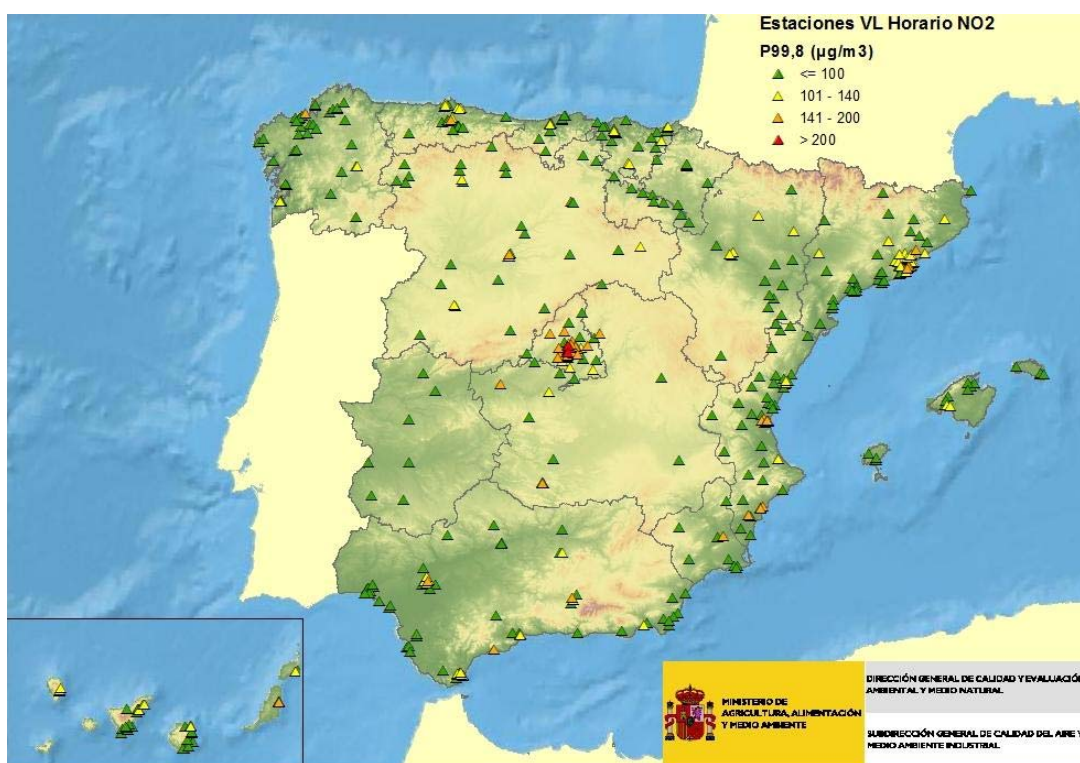 Estaciones VL Horario NO2
P99,8 (µg/m3)
<= 100
101 - 140
141 - 200
> 200
MINISTERIO DE
AGRICULTURA, ALIMENTACIÓN
Y MEDIO AMBIENTE
DIRECCIÓN GENERAL DE CALIDAD Y EVALUACIÓN
AMBIENTAL Y MEDIO NATURAL
SUBDIRECCIÓN GENERAL DE CALIDAD DEL AIRE Y
MEDIO AMBIENTE INDUSTRIAL